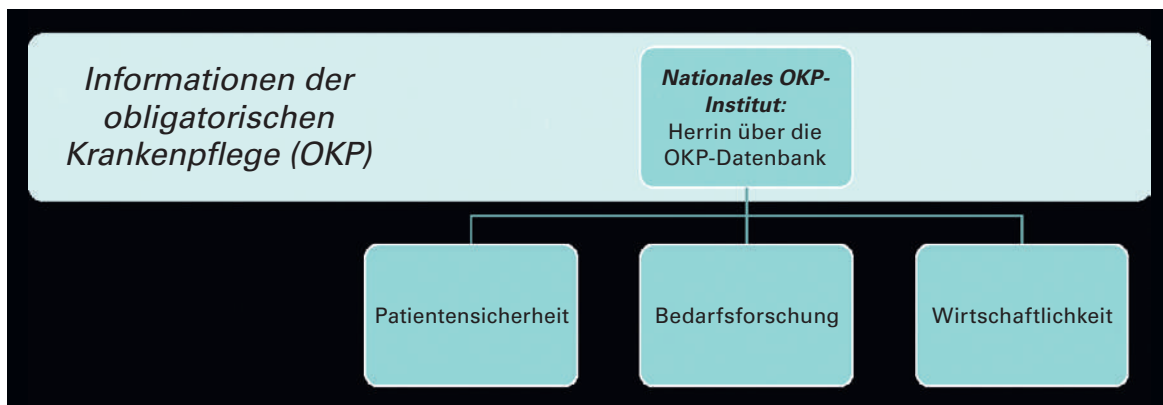 Informationen der
obligatorischen
Krankenpflege (OKP)
Nationales OKP-
Institut:
Herrin über die
OKP-Datenbank
Patientensicherheit
Bedarfsforschung
Wirtschaftlichkeit